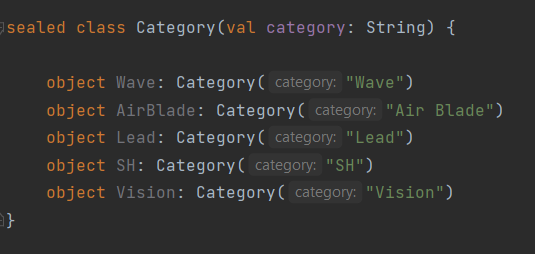 sealed class Category(val category: String) {
object Wave: Category( category: "Wave")
object AirBlade: Category( category: "Air Blade")
object Lead: Category( category: "Lead")
object SH: Category( category: "SH")
object Vision: Category( category: "Vision")
}